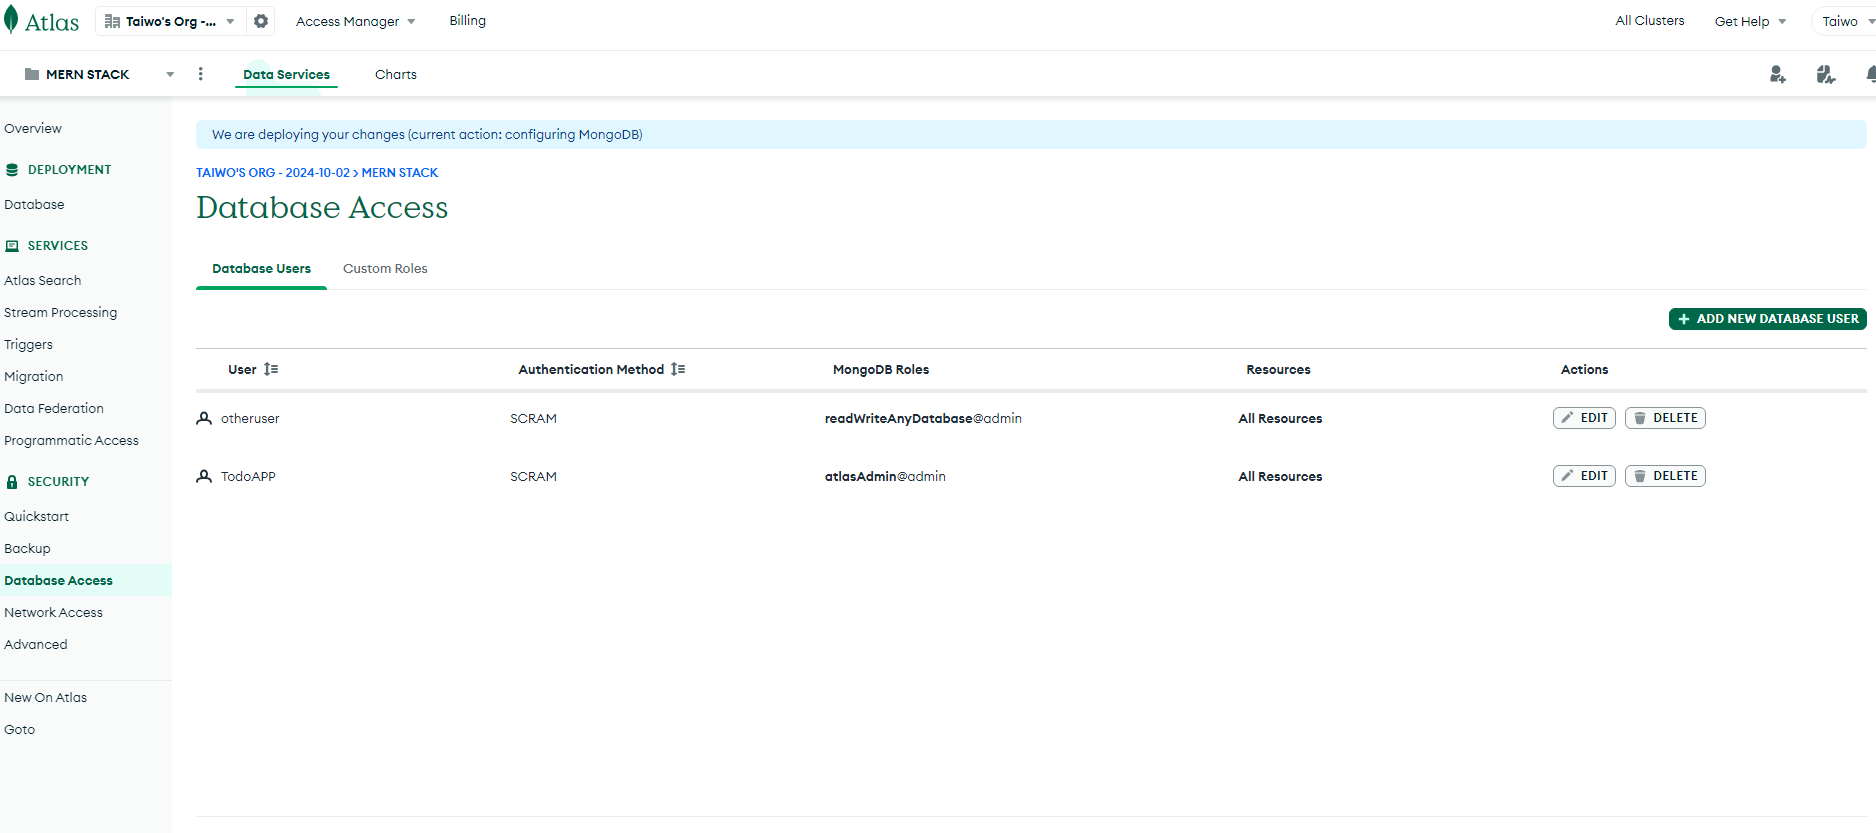 Atlas
Taiwo's Org -...
Access Manager
Billing
All Clusters
Get Help
Taiwo
MERN STACK
Data Services
Charts
Overview
DEPLOYMENT
Database
SERVICES
Atlas Search
Stream Processing
Triggers
Migration
Data Federation
Programmatic Access
SECURITY
Quickstart
Backup
Database Access
Network Access
Advanced
New On Atlas
Goto
We are deploying your changes (current action: configuring MongoDB)
TAIWO'S ORG - 2024-10-02 > MERN STACK
Database Access
Database Users
Custom Roles
+ ADD NEW DATABASE USER
User
Authentication Method
MongoDB Roles
Resources
Actions
otheruser
SCRAM
readWriteAnyDatabase@admin
All Resources
EDIT
DELETE
TodoAPP
SCRAM
atlasAdmin@admin
All Resources
EDIT
DELETE